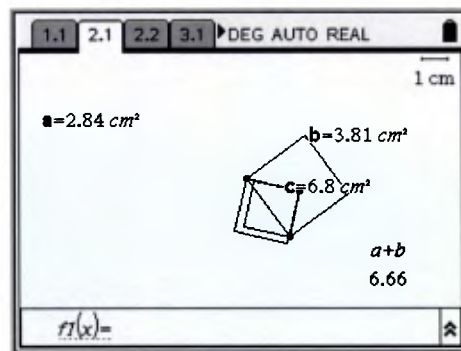 1.1 2.1 2.2 3.1 DEG AUTO REAL
1 cm
a=2.84 cm²
b=3.81 cm²
c=6.8 cm²
a+b
6.66
f1(x)=